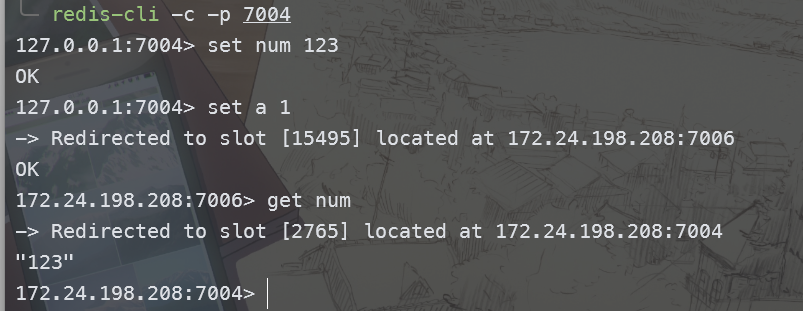 redis-cli -c -p 7004
127.0.0.1:7004> set num 123
OK
127.0.0.1:7004> set a 1
-> Redirected to slot [15495] located at 172.24.198.208:7006
OK
172.24.198.208:7006> get num
-> Redirected to slot [2765] located at 172.24.198.208:7004
"123"
172.24.198.208:7004>